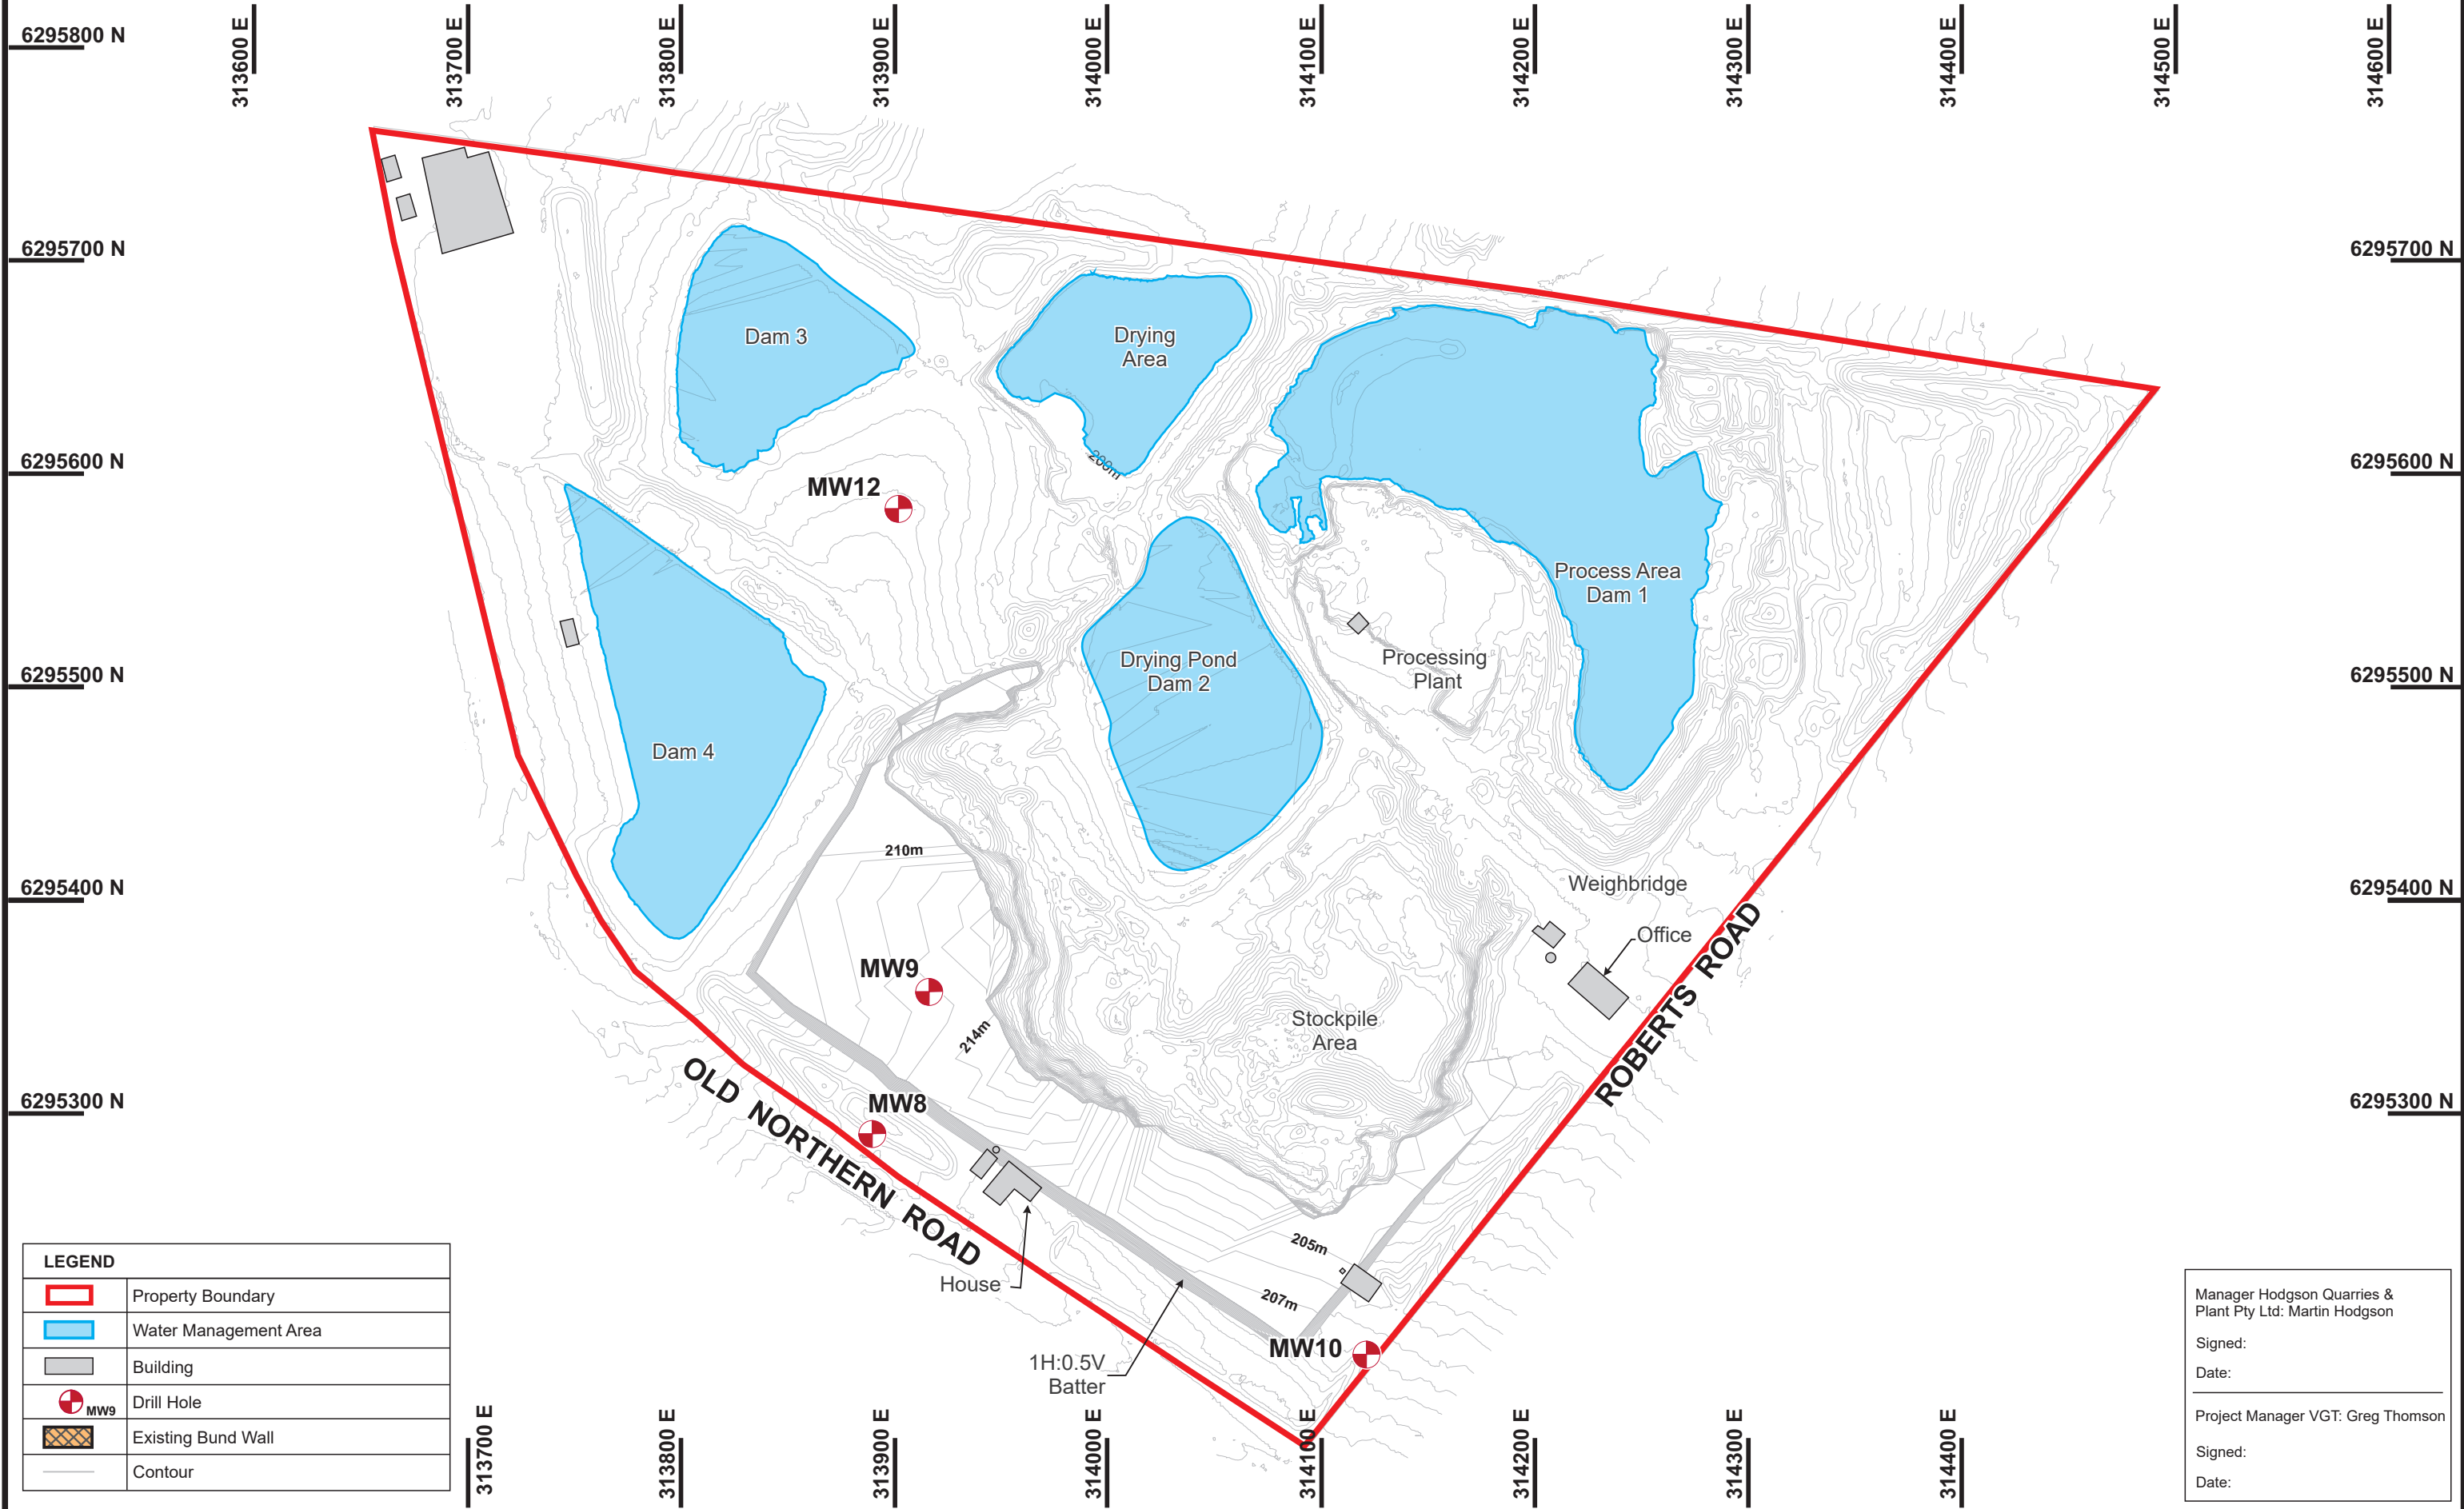 313600 E
313700 E
313800 E
313900 E
314000 E
314100 E
314200 E
314300 E
314400 E
314500 E
314600 E
6295800 N
6295700 N
6295700 N
Dam 3
Drying
Area
6295600 N
200m
6295600 N
MW12
Process Area
Dam 1
6295500 N
Drying Pond
Dam 2
Processing
Plant
6295500 N
Dam 4
210m
6295400 N
Weighbridge
6295400 N
Office
MW9
214m
Stockpile
Area
ROBERTS ROAD
OLD NORTHERN ROAD
6295300 N
MW8
6295300 N
205m
House
207m
MW10
1H:0.5V
Batter
LEGEND
Property Boundary
Water Management Area
Building
MW9 Drill Hole
Existing Bund Wall
Contour
313700 E
313800 E
313900 E
314000 E
314100 E
314200 E
314300 E
314400 E
Manager Hodgson Quarries &
Plant Pty Ltd: Martin Hodgson
Signed:
Date:
Project Manager VGT: Greg Thomson
Signed:
Date: